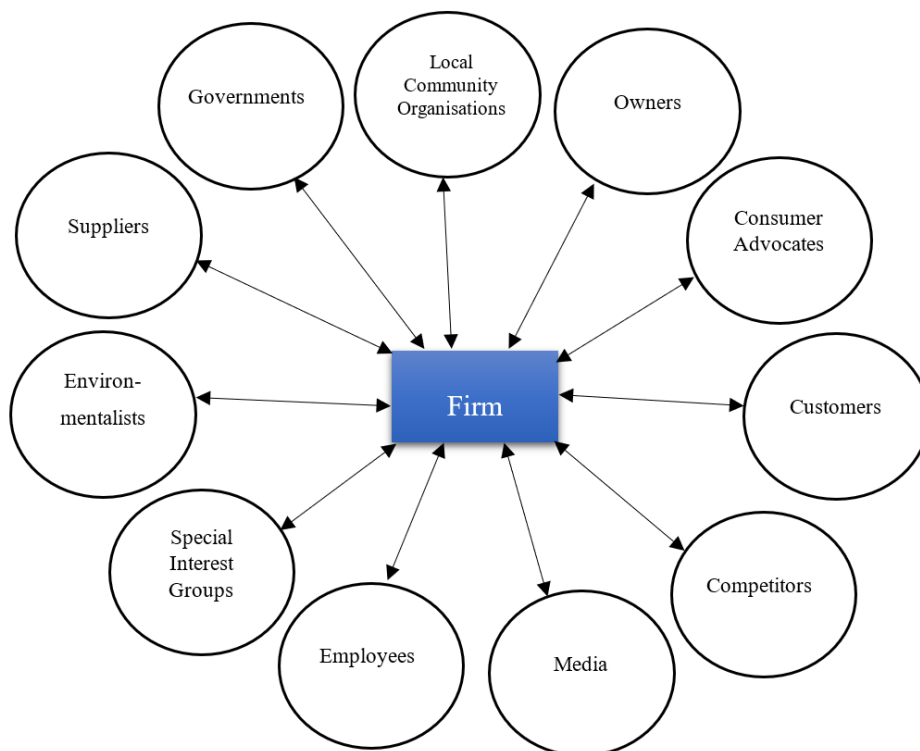 Local
Community
Organisations
Governments
Owners
Suppliers
Consumer
Advocates
Environ-
mentalists
Firm
Customers
Special
Interest
Groups
Competitors
Employees
Media